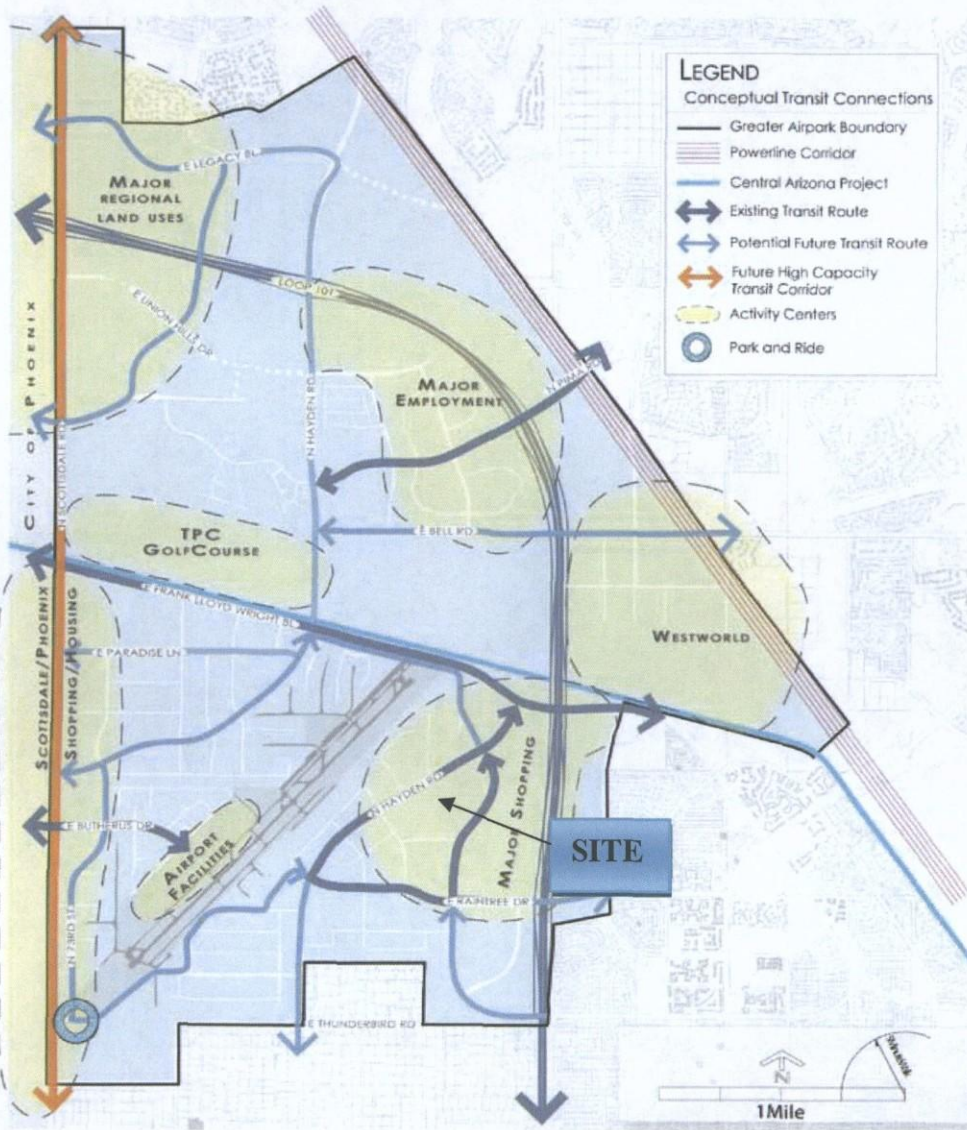 LEGEND
Conceptual Transit Connections
Greater Airpark Boundary
Powerline Corridor
Central Arizona Project
Existing Transit Route
Potential Future Transit Route
Future High Capacity
Transit Corridor
Activity Centers
Park and Ride
E LEGACY BL
MAJOR
REGIONAL
LAND USES
LOOP 101
E UNION HILLS DR
CITY OF PHOENIX
N SCOTTSDALE RD
N HAYDEN RD
MAJOR
EMPLOYMENT
N PIMA RD
TPC
GOLFCOURSE
E BELL RD
E FRANK LLOYD WRIGHT BL
WESTWORLD
E PARADISE LN
SCOTTSDALE/PHOENIX
SHOPPING/HOUSING
N HAYDEN RD
MAJOR SHOPPING
SITE
E BUTHERUS DR
AIRPORT
FACILITIES
E RAINTREE DR
N 73RD ST
E THUNDERBIRD RD
N
1Mile